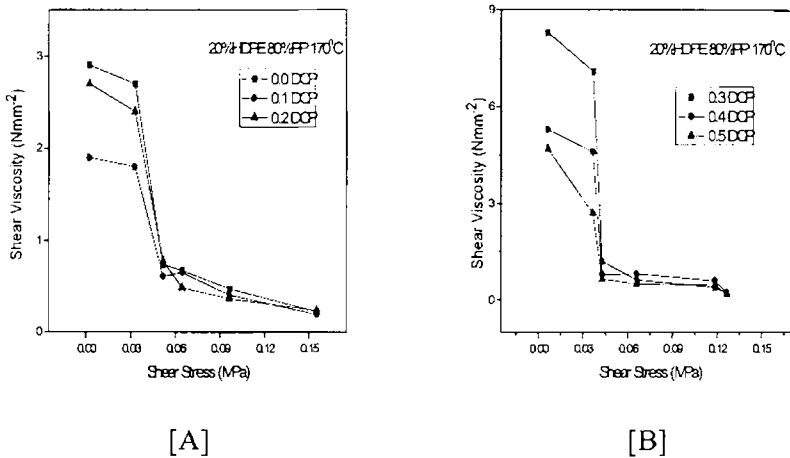 20%HDPE 80%PP 170⁰C
0.0 DCP
0.1 DCP
0.2 DCP
3
2
1
0
Shear Viscosity (Nmm-2)
0.00 0.03 0.06 0.09 0.12 0.15
Shear Stress (MPa)
[A]
20%HDPE 80%PP 170⁰C
0.3 DCP
0.4 DCP
0.5 DCP
9
6
3
0
Shear Viscosity (Nmm-2)
0.00 0.03 0.06 0.09 0.12 0.15
Shear Stress (MPa)
[B]